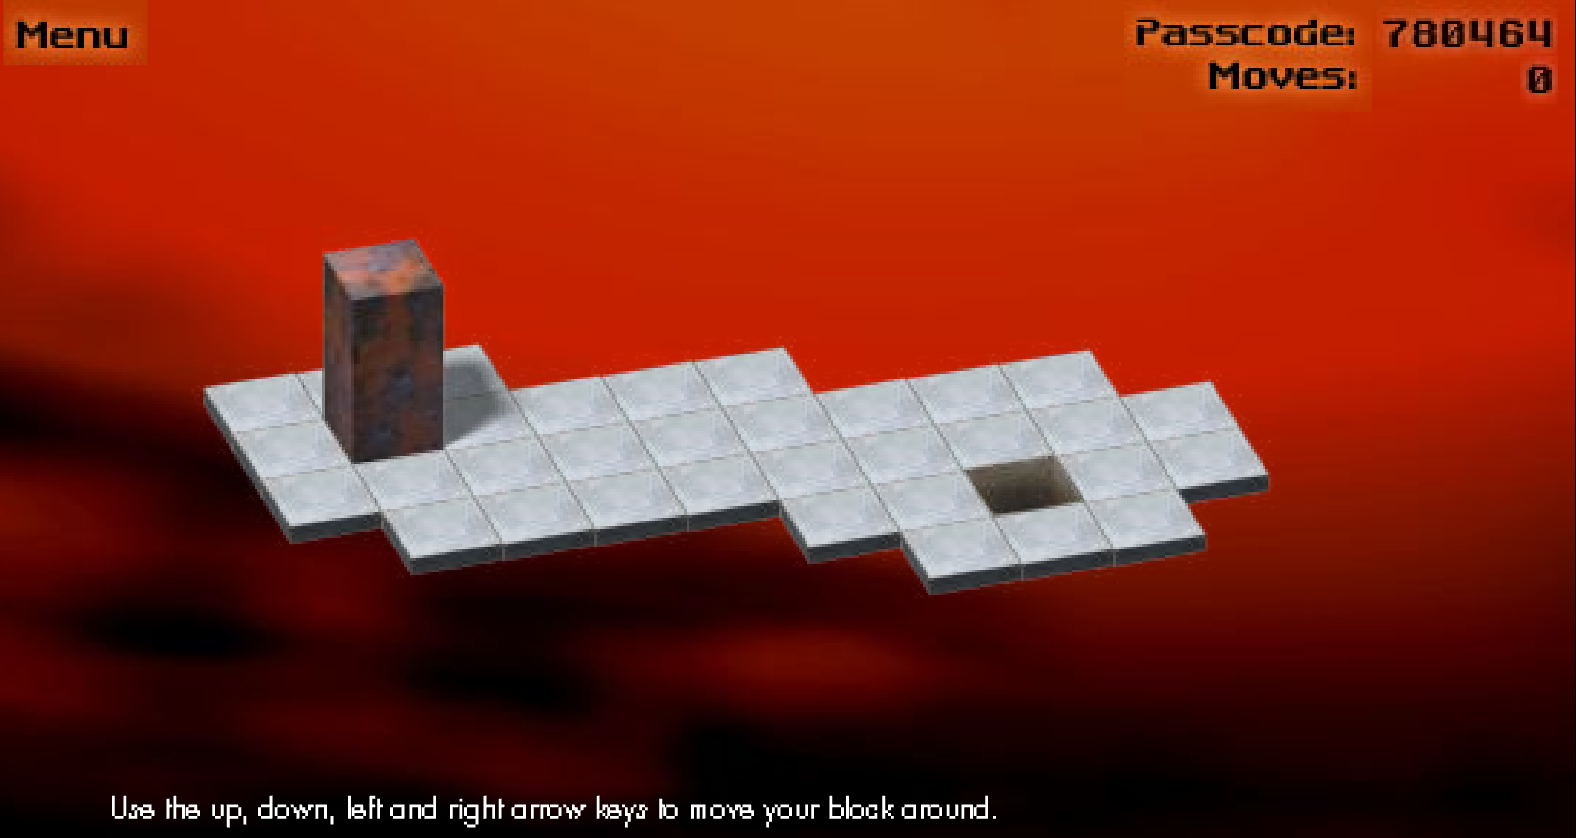 Menu
Passcode: 780464
Moves: 0
Use the up, down, left and right arrow keys to move your block around.